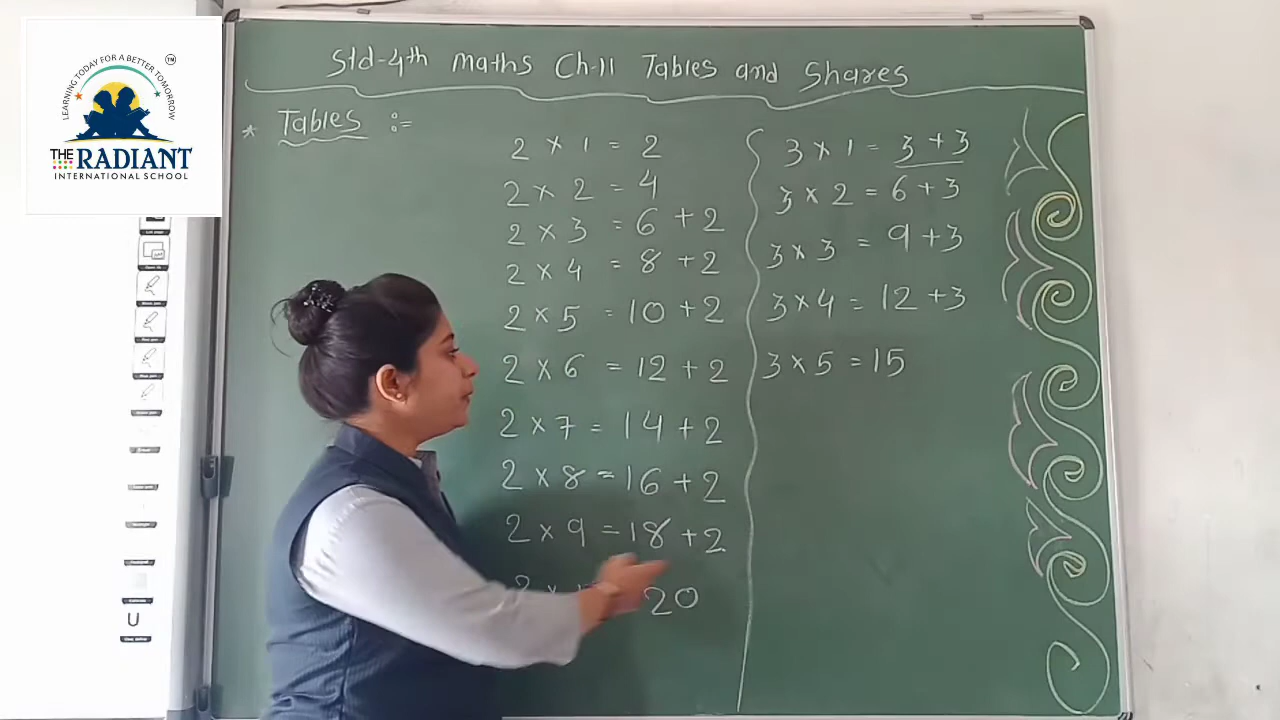 LEARNING TODAY FOR A BETTER TOMORROW
TM
THE RADIANT
INTERNATIONAL SCHOOL
Std-4th Maths Ch-11 Tables and Shares
* Tables :=
2 × 1 = 2
2 × 2 = 4
2 × 3 = 6 + 2
2 × 4 = 8 + 2
2 × 5 = 10 + 2
2 × 6 = 12 + 2
2 × 7 = 14 + 2
2 × 8 = 16 + 2
2 × 9 = 18 + 2
2 × 20
3 × 1 = 3 + 3
3 × 2 = 6 + 3
3 × 3 = 9 + 3
3 × 4 = 12 + 3
3 × 5 = 15
U